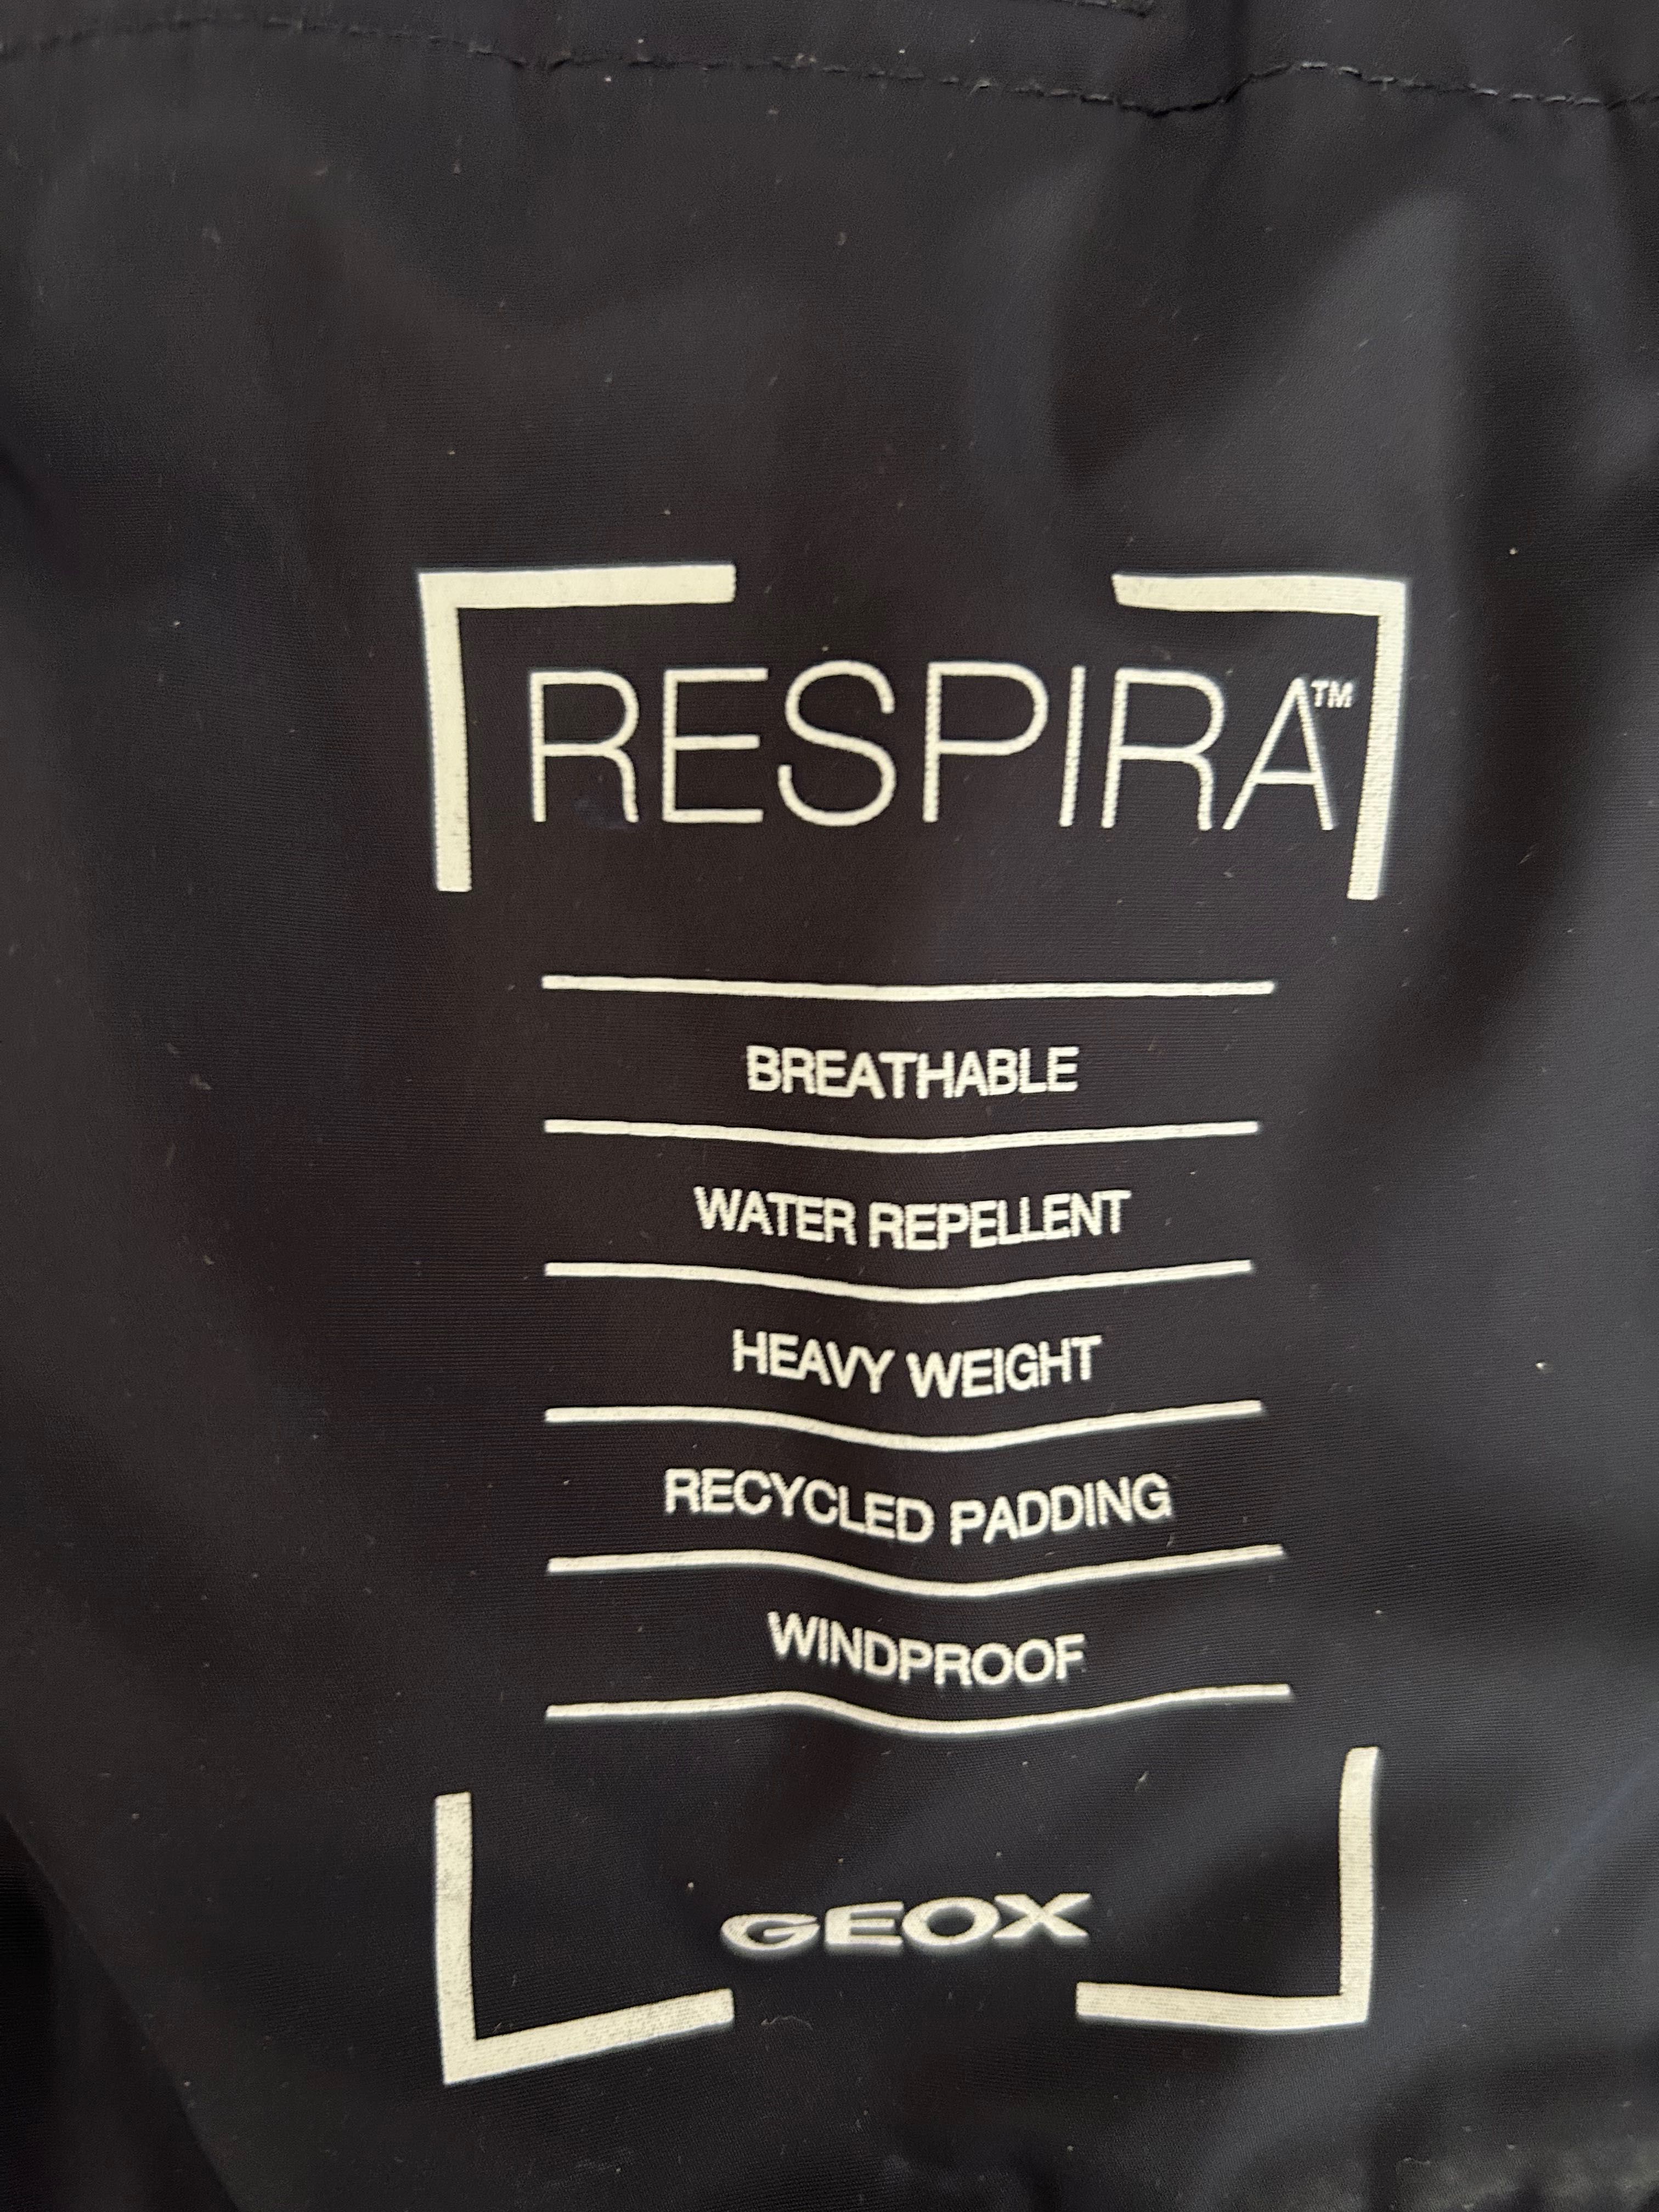 RESPIRA™
BREATHABLE
WATER REPELLENT
HEAVY WEIGHT
RECYCLED PADDING
WINDPROOF
GEOX